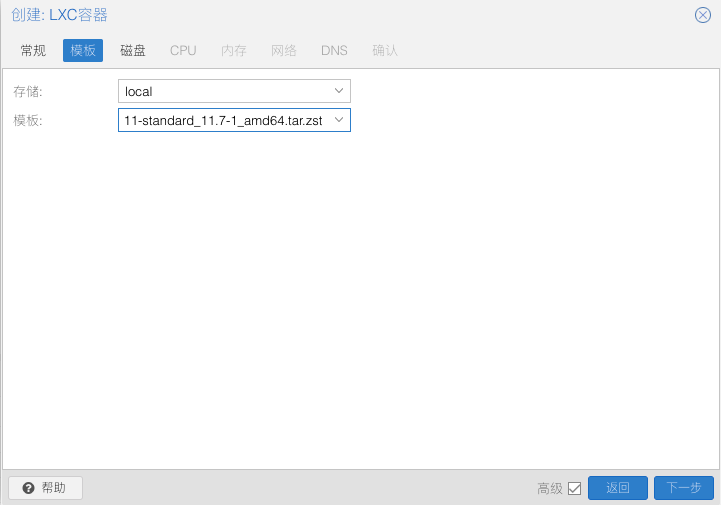 创建: LXC容器
常规 模板 磁盘 CPU 内存 网络 DNS 确认
存储: local
模板: 11-standard_11.7-1_amd64.tar.zst
帮助 高级 返回 下一步